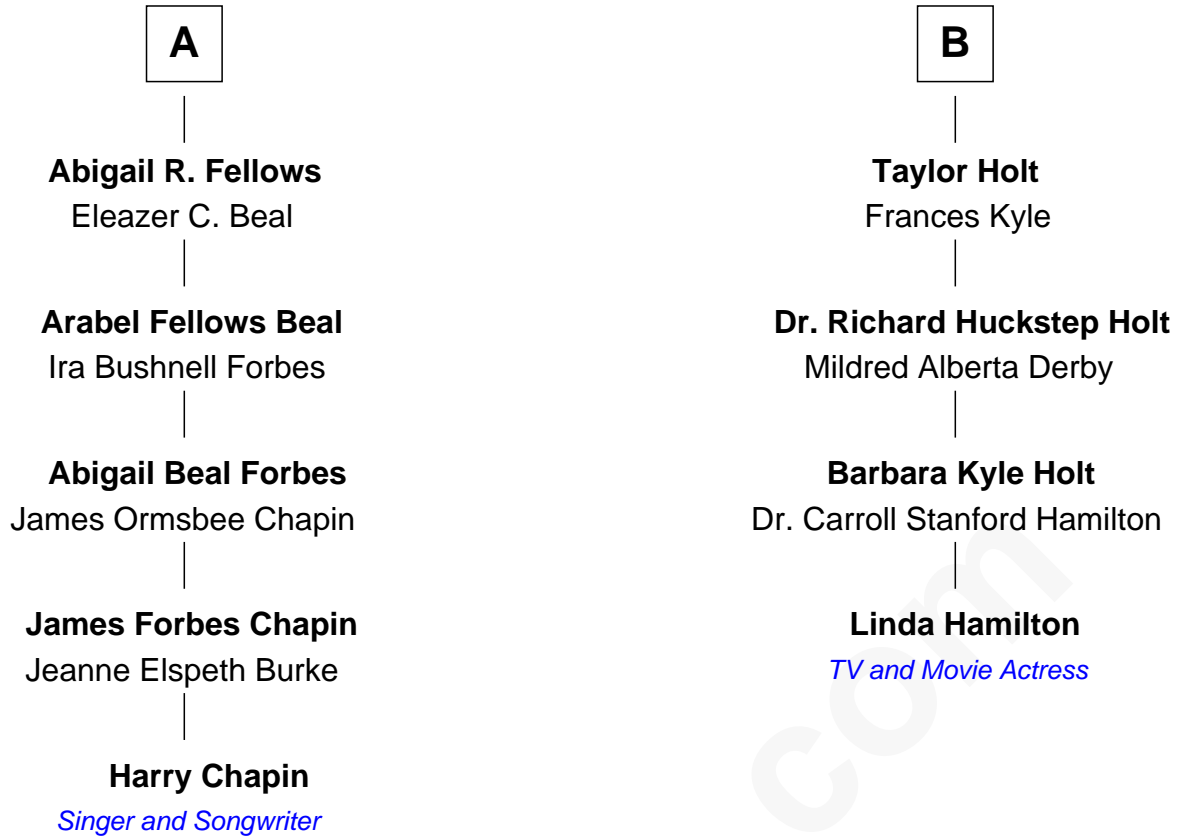 A
Abigail R. Fellows
Eleazer C. Beal
Arabel Fellows Beal
Ira Bushnell Forbes
Abigail Beal Forbes
James Ormsbee Chapin
James Forbes Chapin
Jeanne Elspeth Burke
Harry Chapin
Singer and Songwriter
B
Taylor Holt
Frances Kyle
Dr. Richard Huckstep Holt
Mildred Alberta Derby
Barbara Kyle Holt
Dr. Carroll Stanford Hamilton
Linda Hamilton
TV and Movie Actress
com